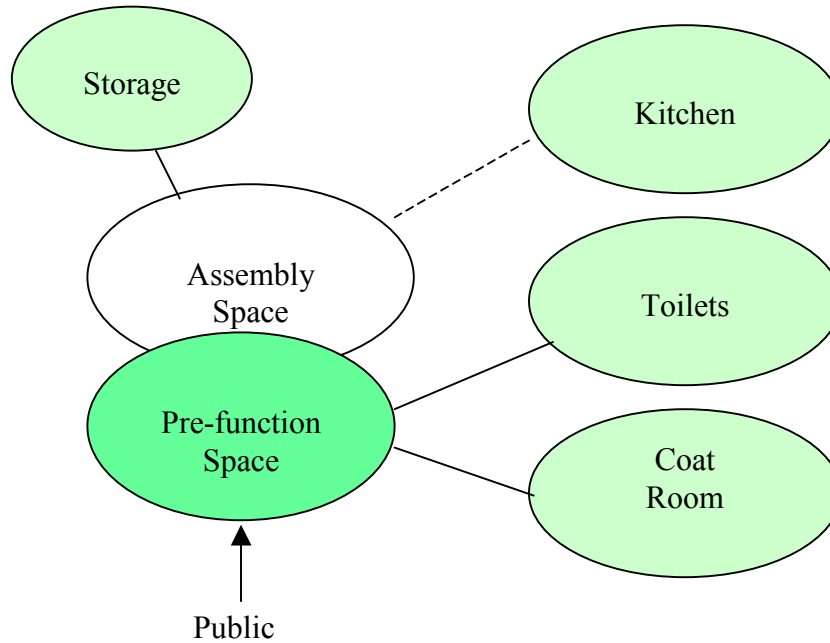 Storage
Kitchen
Assembly
Space
Toilets
Pre-function
Space
Coat
Room
Public